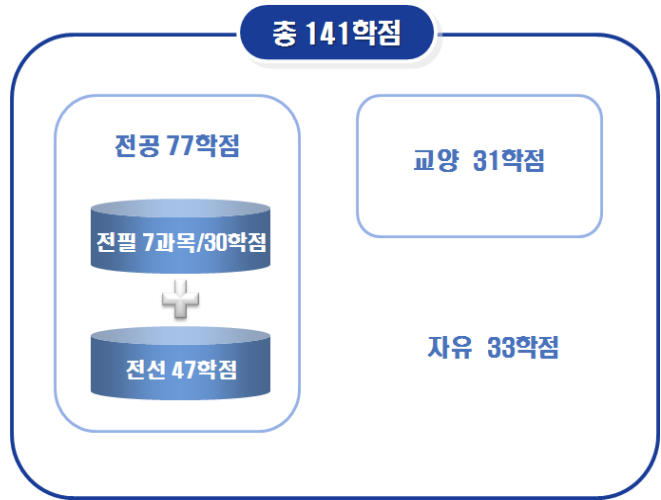 총 141학점
전공 77학점
전필 7과목/30학점
전선 47학점
교양 31학점
자유 33학점